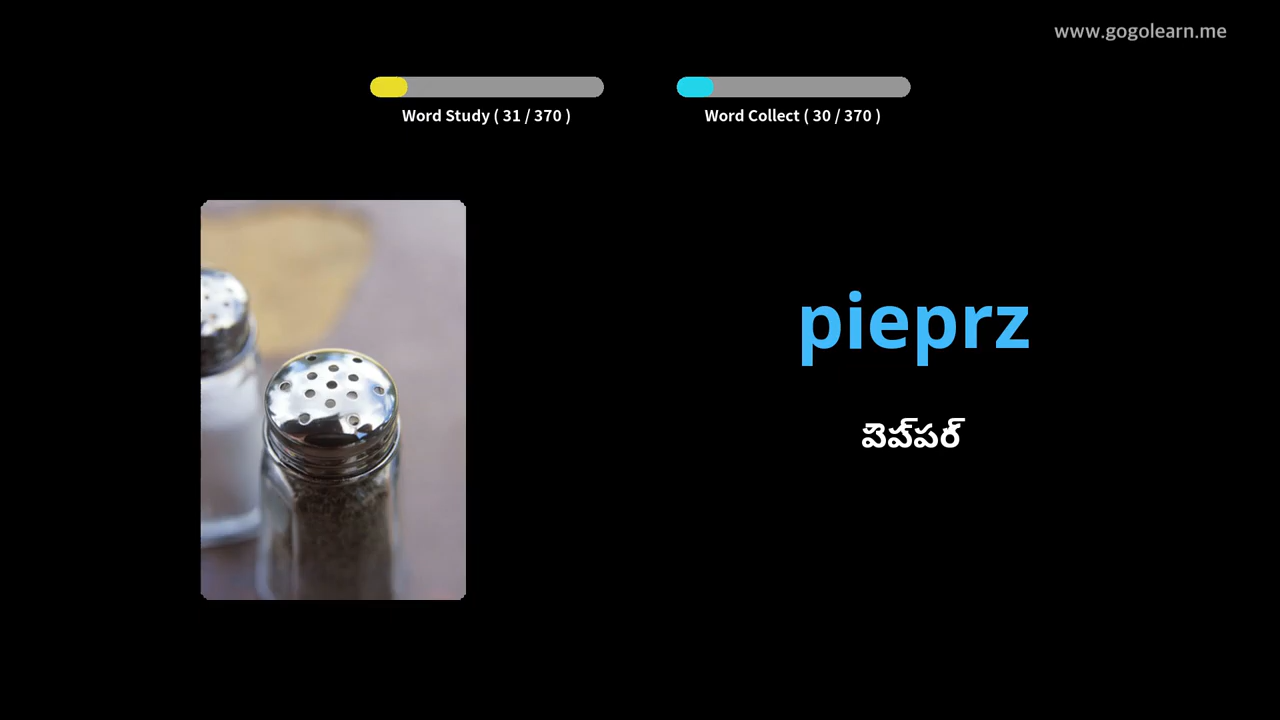 www.gogolearn.me
Word Study ( 31 / 370 )
Word Collect ( 30 / 370 )
pieprz
పెప్పర్